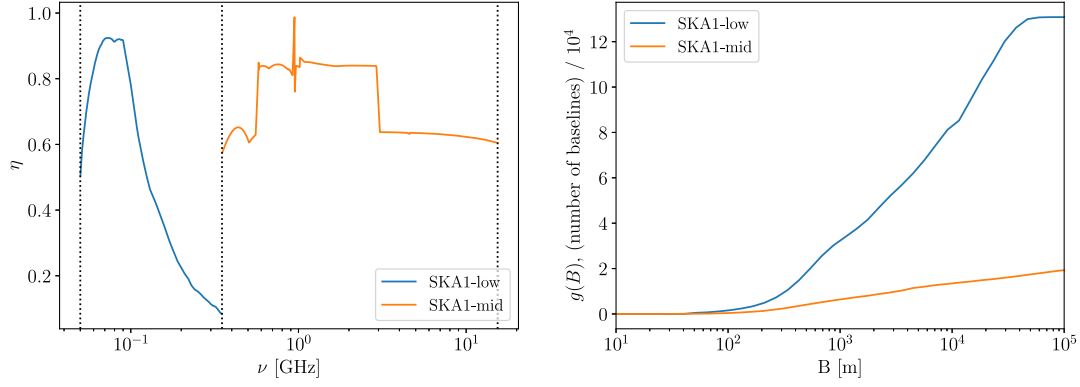 1.0
0.8
0.6
0.4
0.2
η
10⁻¹
10⁰
10¹
ν [GHz]
SKA1-low
SKA1-mid
SKA1-low
SKA1-mid
12
10
8
6
4
2
0
g(B), (number of baselines) / 10⁴
10¹
10²
10³
10⁴
10⁵
B [m]